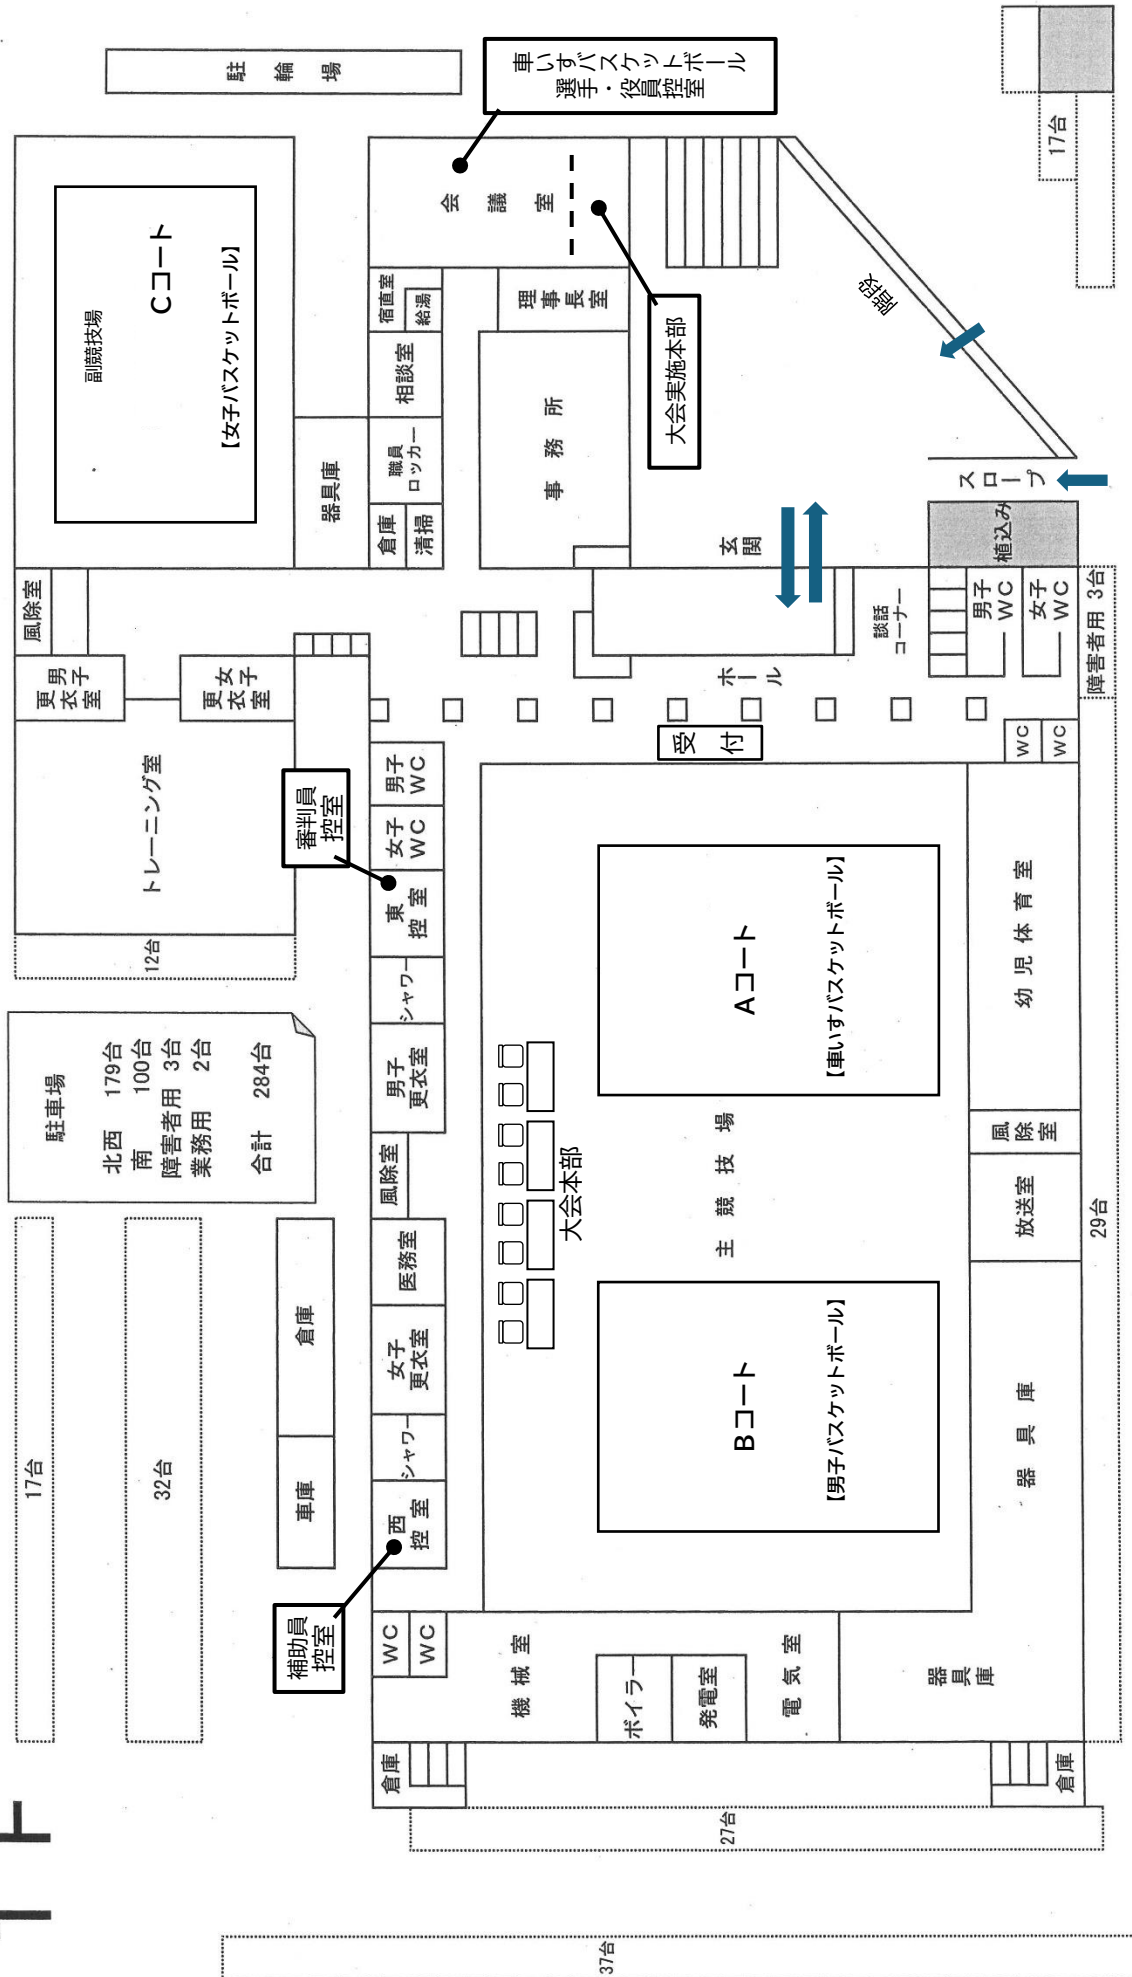 駐輪場
車いすバスケットボール
選手・役員控室
17台
副競技場
Cコート
【女子バスケットボール】
会議室
宿直室
給湯
理事長室
相談室
大会実施本部
階段
事務所
職員
ロッカー
器具庫
倉庫
清掃
スロープ
玄関
植込み
風除室
男子
更衣室
女子
更衣室
談話
コーナー
男子
WC
女子
WC
障害者用 3台
ホール
受付
WC
WC
トレーニング室
12台
審判員
控室
男子
WC
女子
WC
東
控室
シャワー
男子
更衣室
風除室
医務室
女子
更衣室
シャワー
西
控室
Aコート
【車いすバスケットボール】
幼児体育室
主競技場
大会本部
風除室
放送室
29台
駐車場
北西 179台
南 100台
障害者用 3台
業務用 2台
合計 284台
17台
32台
倉庫
車庫
Bコート
【男子バスケットボール】
器具庫
補助員
控室
WC
WC
機械室
ボイラー
発電室
電気室
器具庫
倉庫
倉庫
27台
37台